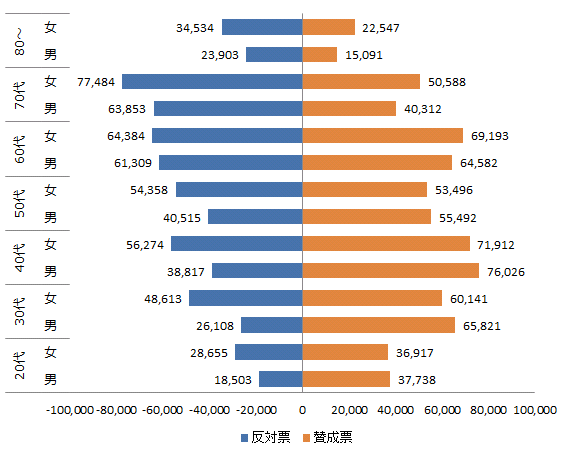 80～ 女 34,534 22,547
男 23,903 15,091
70代 女 77,484 50,588
男 63,853 40,312
60代 女 64,384 69,193
男 61,309 64,582
50代 女 54,358 53,496
男 40,515 55,492
40代 女 56,274 71,912
男 38,817 76,026
30代 女 48,613 60,141
男 26,108 65,821
20代 女 28,655 36,917
男 18,503 37,738
-100,000 -80,000 -60,000 -40,000 -20,000 0 20,000 40,000 60,000 80,000 100,000
反対票 賛成票